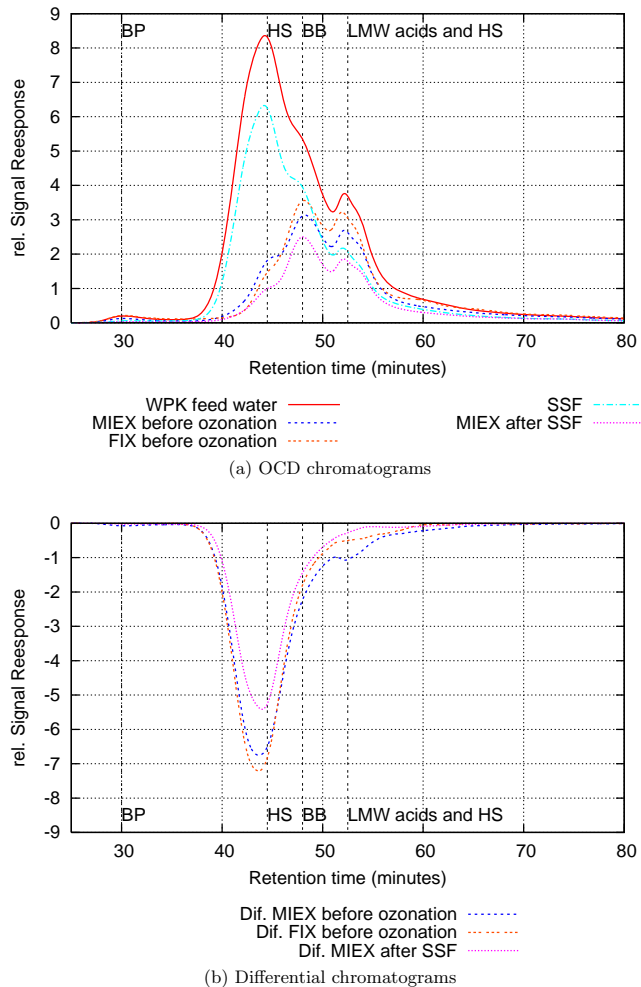 9
8
7
6
5
4
3
2
1
0
rel. Signal Reesponse
BP
HS
BB
LMW acids and HS
30 40 50 60 70 80
Retention time (minutes)
WPK feed water
MIEX before ozonation
FIX before ozonation
SSF
MIEX after SSF
(a) OCD chromatograms
0
-1
-2
-3
-4
-5
-6
-7
-8
-9
rel. Signal Reesponse
BP
HS
BB
LMW acids and HS
30 40 50 60 70 80
Retention time (minutes)
Dif. MIEX before ozonation
Dif. FIX before ozonation
Dif. MIEX after SSF
(b) Differential chromatograms